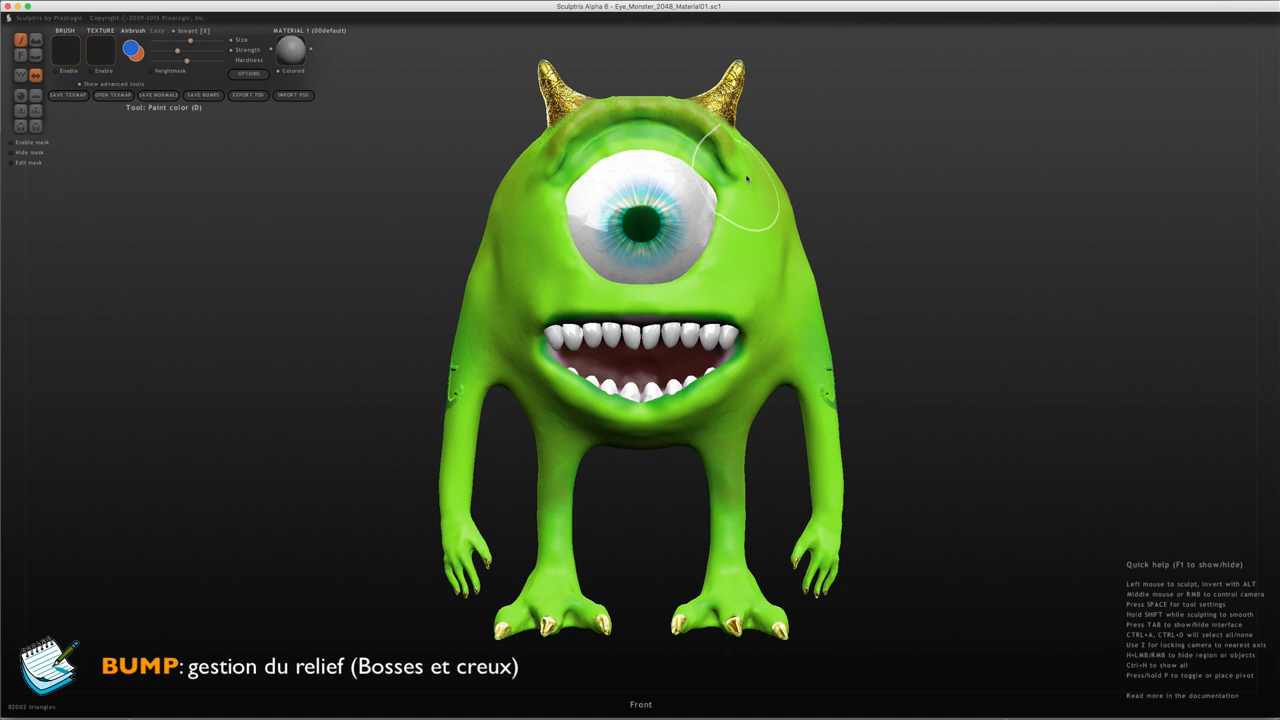 Sculptris Alpha 6 - Eye_Monster_2048_Material01.sc1
Sculptris by Pixologic Copyright © 2009-2015 Pixologic, Inc.
BRUSH TEXTURE Airbrush Lazy Invert [X] MATERIAL 1 (00default)
Size
Strength
Hardness
Enable Enable Heightmask OPTIONS Colored
Show advanced tools
SAVE TEXMAP OPEN TEXMAP SAVE NORMALS SAVE BUMPS EXPORT PSD IMPORT PSD
Tool: Paint color (D)
F
Enable mask
Hide mask
Edit mask
Quick help (F1 to show/hide)
Left mouse to sculpt, invert with ALT
Middle mouse or RMB to control camera
Press SPACE for tool settings
Hold SHIFT while sculpting to smooth
Press TAB to show/hide interface
CTRL+A, CTRL+D will select all/none
Use Z for locking camera to nearest axis
H+LMB/RMB to hide region or objects
Ctrl+H to show all
Press/hold P to toggle or place pivot
Read more in the documentation
BUMP: gestion du relief (Bosses et creux)
82002 triangles
Front